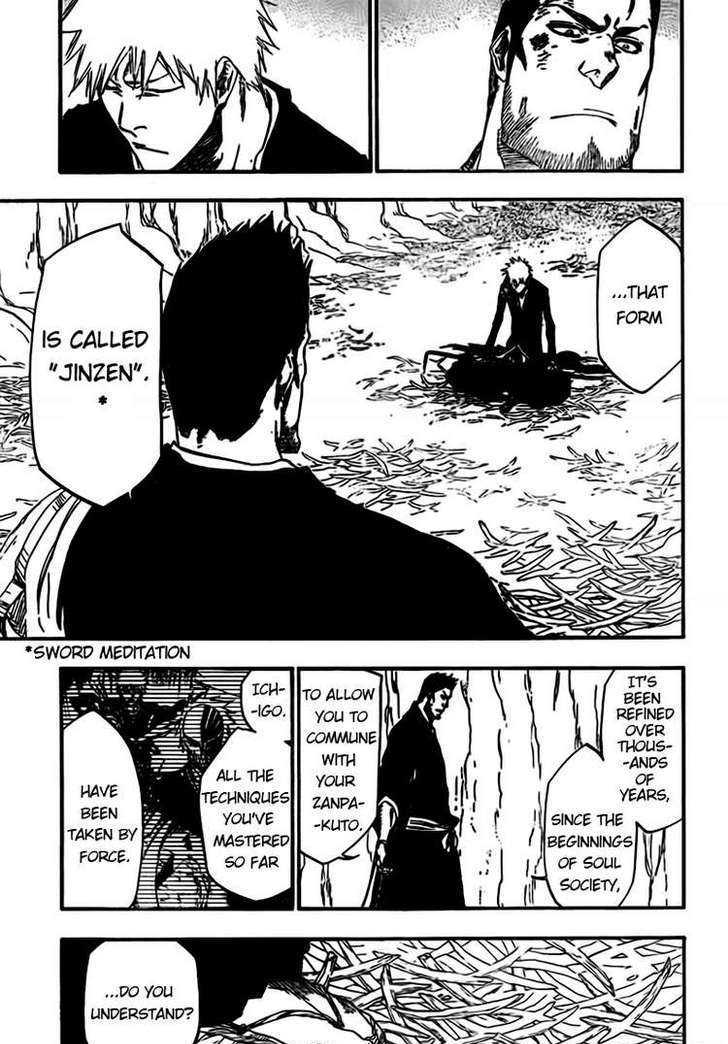 ...THAT
FORM
IS CALLED
"JINZEN".
*
*SWORD MEDITATION
IT'S
BEEN
REFINED
OVER
THOUS-
-ANDS
OF
YEARS,
SINCE THE
BEGINNINGS
OF SOUL
SOCIETY,
TO ALLOW
YOU TO
COMMUNE
WITH
YOUR
ZANPA-
-KUTO.
ICH-
-IGO.
ALL THE
TECHNIQUES
YOU'VE
MASTERED
SO FAR
HAVE
BEEN
TAKEN BY
FORCE.
...DO YOU
UNDERSTAND?